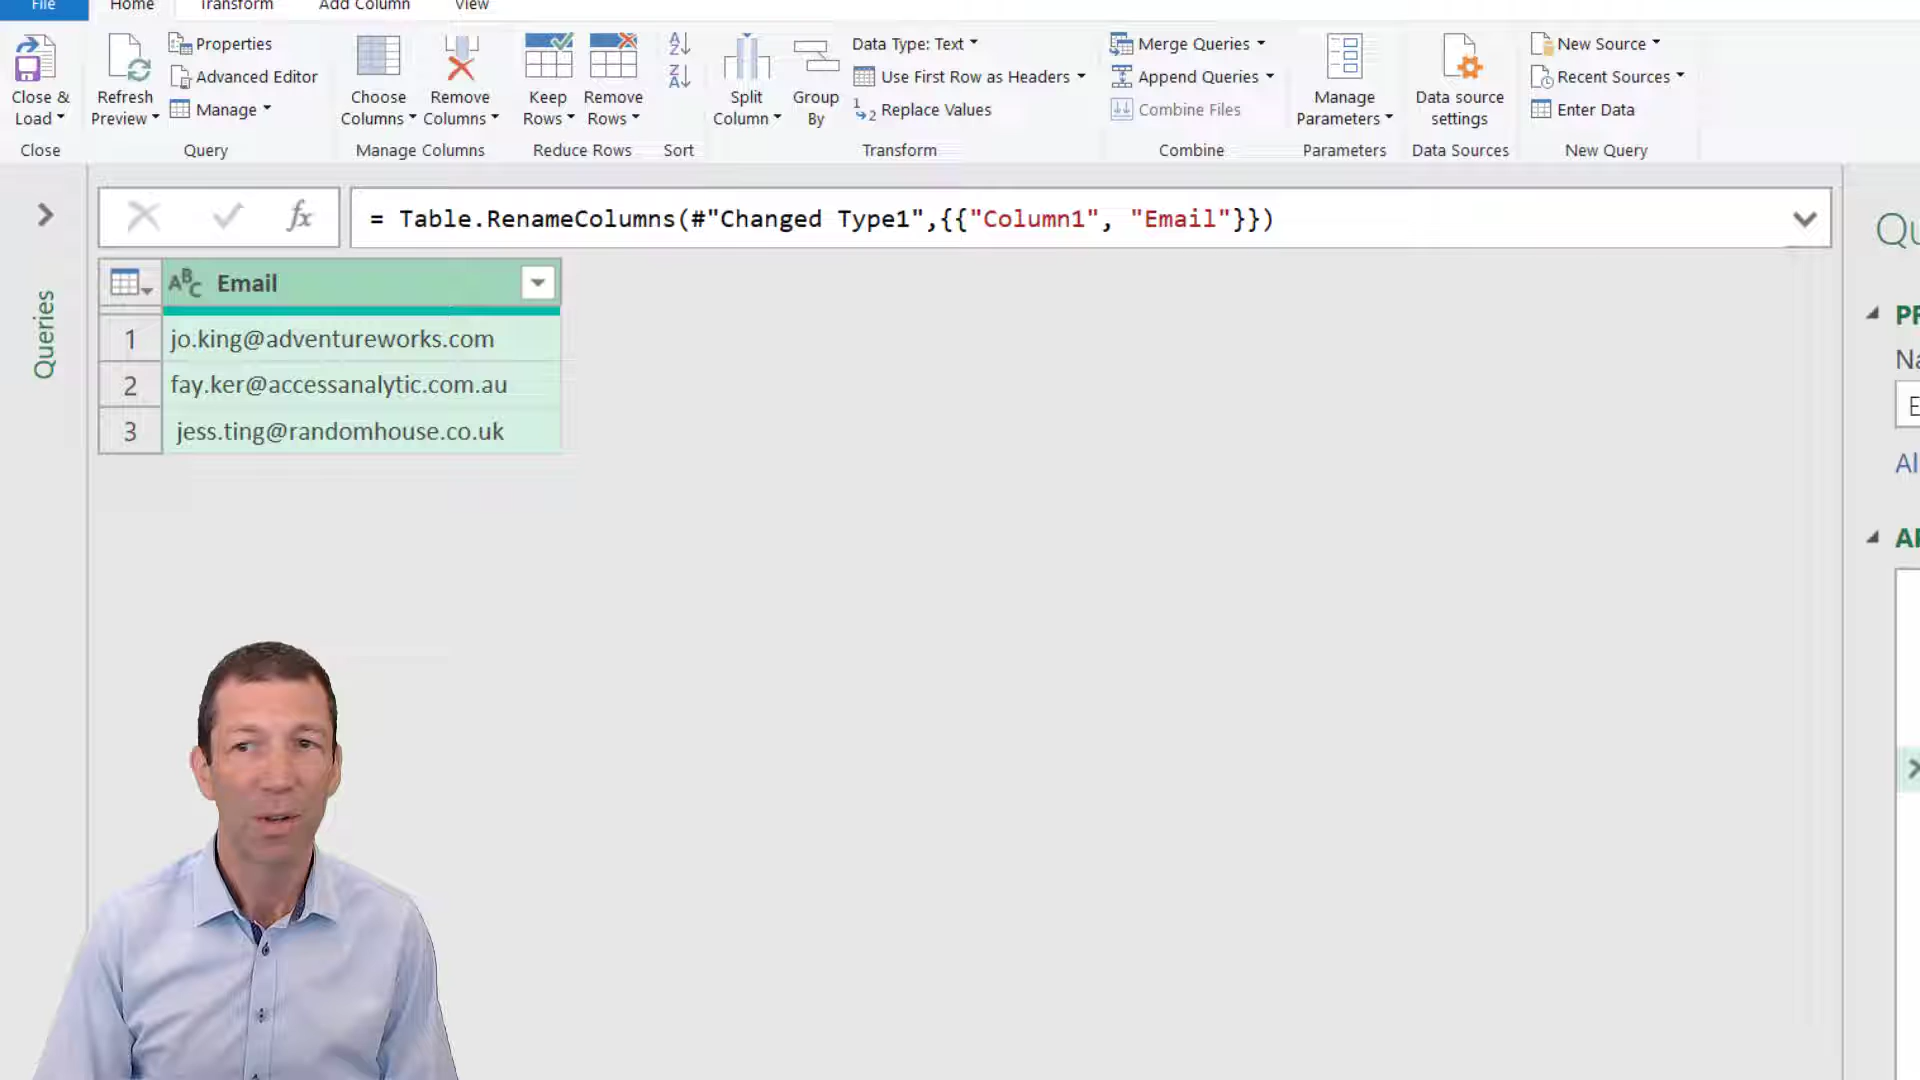 File Home Transform Add Column View
Close & Load
Refresh Preview
Properties
Advanced Editor
Manage
Choose Columns
Remove Columns
Keep Rows
Remove Rows
Split Column
Group By
Data Type: Text
Use First Row as Headers
Replace Values
Merge Queries
Append Queries
Combine Files
Manage Parameters
Data source settings
New Source
Recent Sources
Enter Data
Close Query Manage Columns Reduce Rows Sort Transform Combine Parameters Data Sources New Query
fx = Table.RenameColumns(#"Changed Type1",{{"Column1", "Email"}})
Queries
ABC Email
1 jo.king@adventureworks.com
2 fay.ker@accessanalytic.com.au
3 jess.ting@randomhouse.co.uk